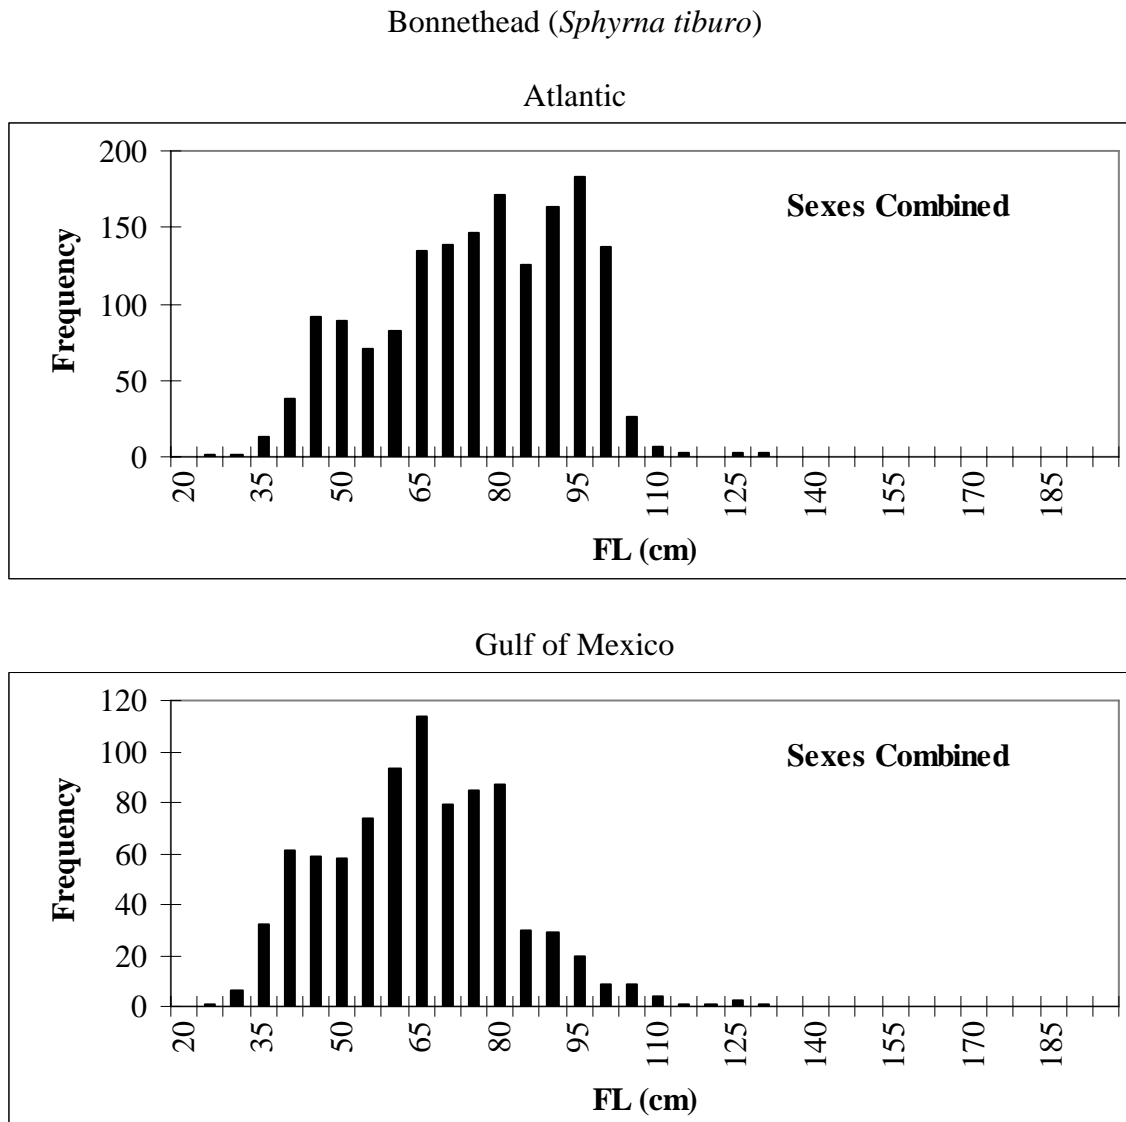 Bonnethead (Sphyrna tiburo)
Atlantic
200
150
100
50
0
Frequency
Sexes Combined
20 35 50 65 80 95 110 125 140 155 170 185
FL (cm)
Gulf of Mexico
120
100
80
60
40
20
0
Frequency
Sexes Combined
20 35 50 65 80 95 110 125 140 155 170 185
FL (cm)